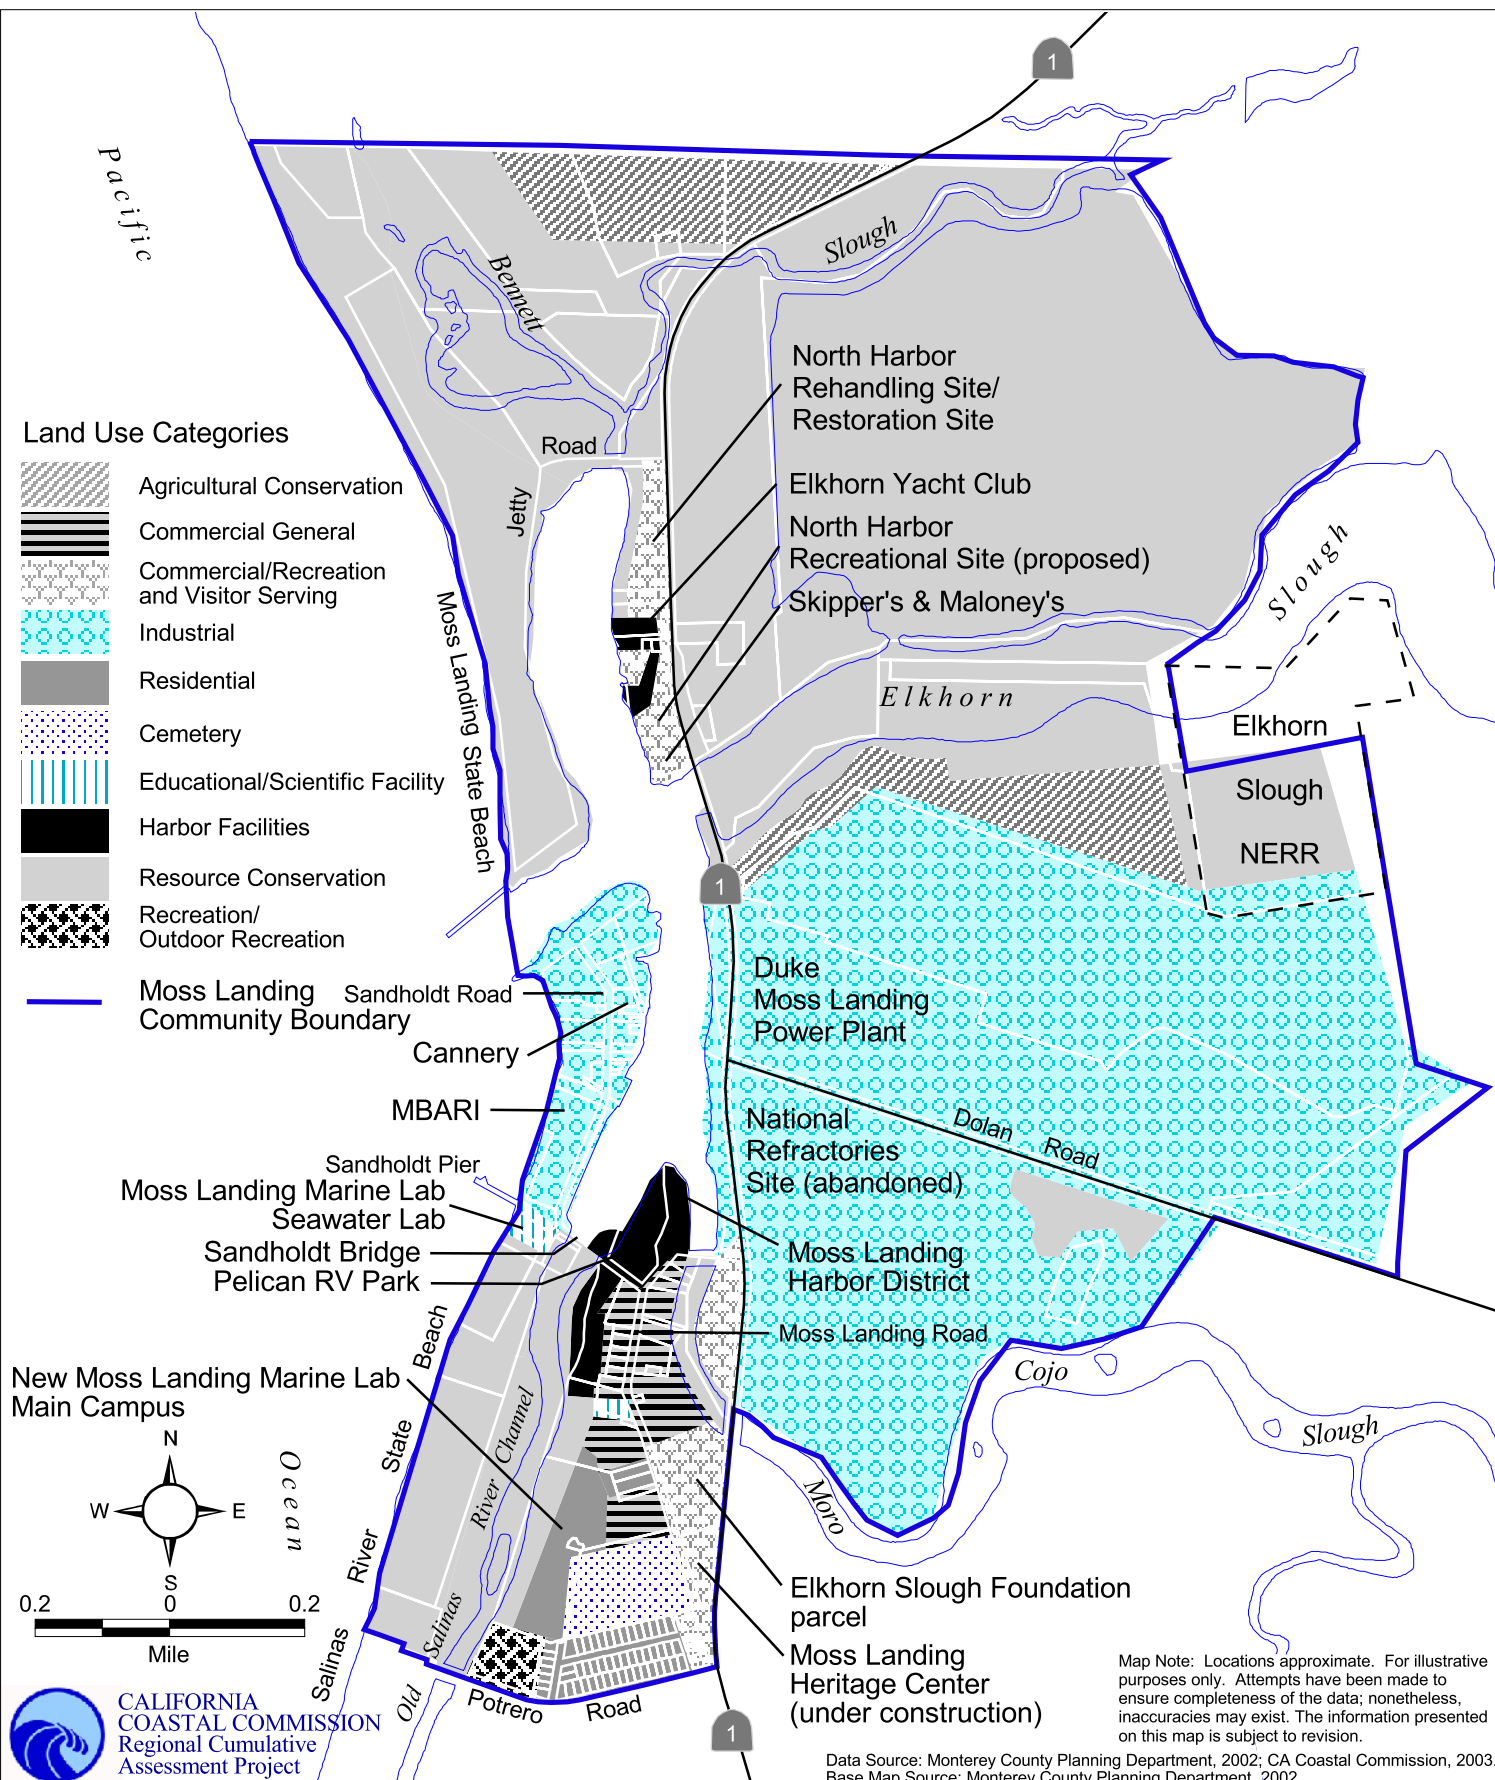 1
Pacific
Slough
Bennett
North Harbor
Rehandling Site/
Restoration Site
Land Use Categories
Road
Agricultural Conservation
Elkhorn Yacht Club
Jetty
Commercial General
North Harbor
Recreational Site (proposed)
Slough
Commercial/Recreation
and Visitor Serving
Skipper's & Maloney's
Industrial
Moss Landing State Beach
Residential
Elkhorn
Elkhorn
Slough
NERR
Cemetery
Educational/Scientific Facility
Harbor Facilities
Resource Conservation
1
Recreation/
Outdoor Recreation
Moss Landing
Community Boundary
Sandholdt Road
Duke
Moss Landing
Power Plant
Cannery
MBARI
National
Refractories
Site (abandoned)
Dolan Road
Sandholdt Pier
Moss Landing Marine Lab
Seawater Lab
Sandholdt Bridge
Pelican RV Park
Moss Landing
Harbor District
Moss Landing Road
New Moss Landing Marine Lab
Main Campus
Cojo
Slough
Moro
Ocean
Salinas River State Beach
Old Salinas River Channel
N
W
E
S
0.2
0
0.2
Mile
Elkhorn Slough Foundation
parcel
Moss Landing
Heritage Center
(under construction)
Potrero Road
1
Map Note: Locations approximate. For illustrative
purposes only. Attempts have been made to
ensure completeness of the data; nonetheless,
inaccuracies may exist. The information presented
on this map is subject to revision.
CALIFORNIA
COASTAL COMMISSION
Regional Cumulative
Assessment Project
Data Source: Monterey County Planning Department, 2002; CA Coastal Commission, 2003.
Base Map Source: Monterey County Planning Department, 2002